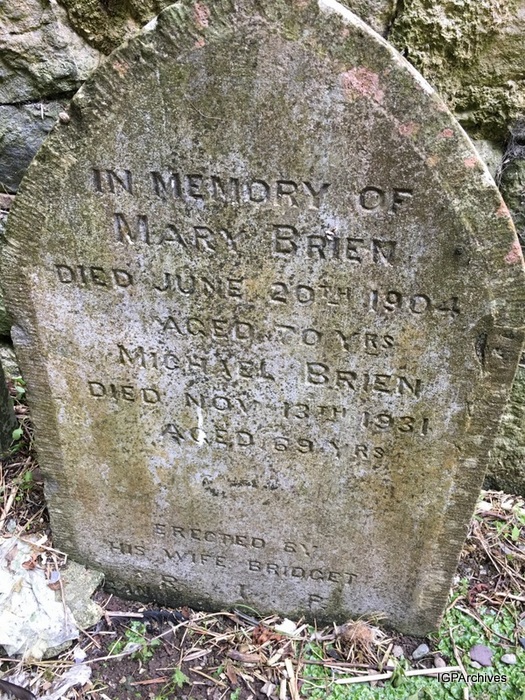 IN MEMORY OF
MARY BRIEN
DIED JUNE 20TH 1904
AGED 70 YRS
MICHAEL BRIEN
DIED NOV 13TH 1931
AGED 69 YRS
ERECTED BY
HIS WIFE BRIDGET
R I P
IGPArchives